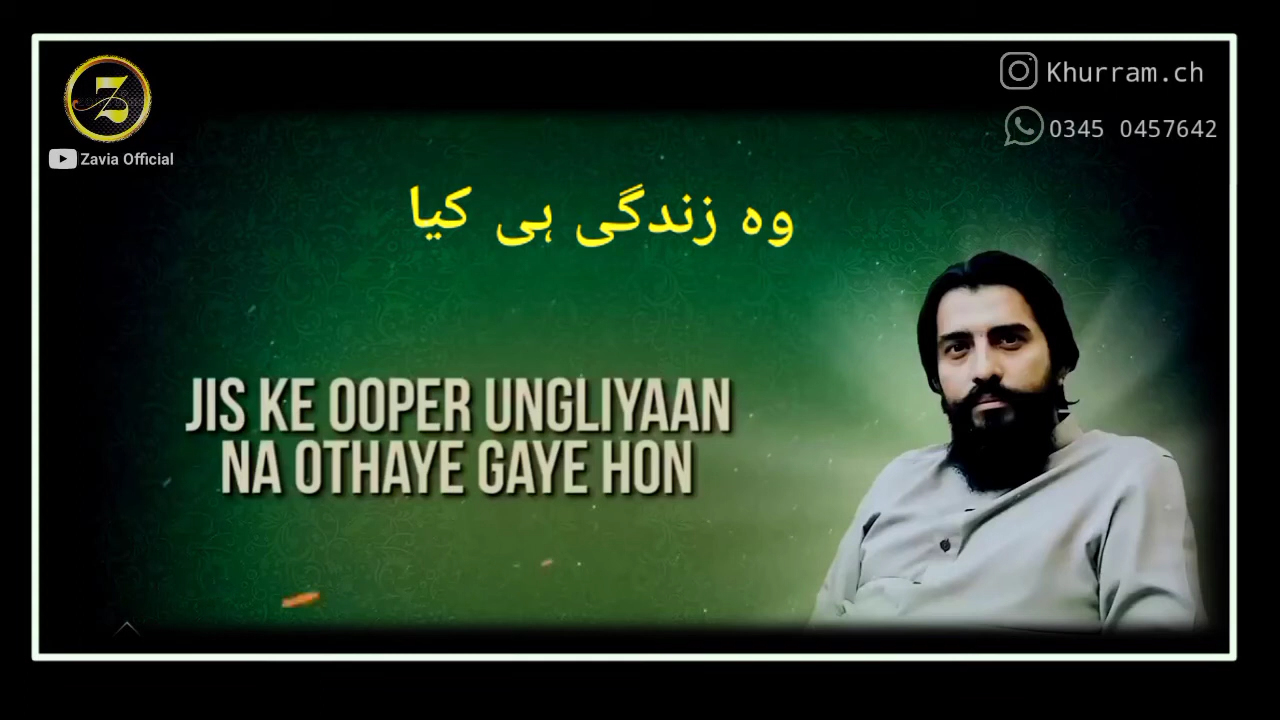 Zavia Official
Khurram.ch
0345 0457642
وہ زندگی ہی کیا
JIS KE OOPER UNGLIYAAN
NA OTHAYE GAYE HON